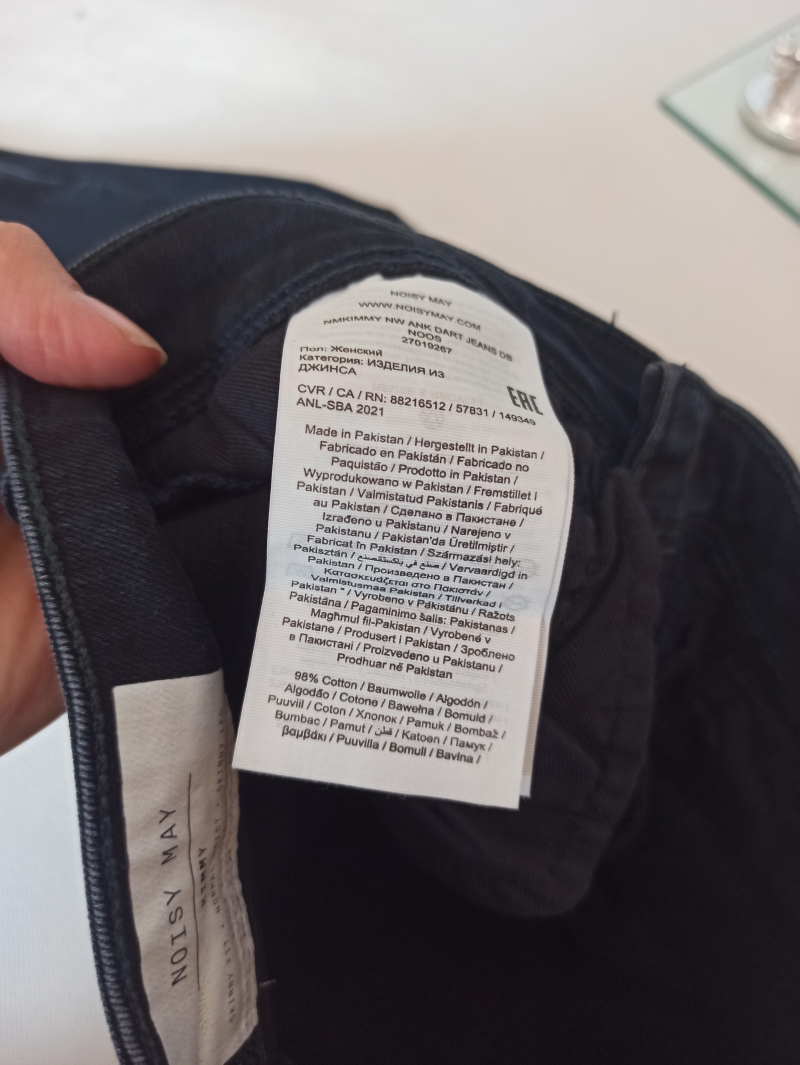 NOISY MAY
WWW.NOISYMAY.COM
NMKIMMY NW ANK DART JEANS DB
NOOS
27019267
Пол: Женский
Категория: ИЗДЕЛИЯ ИЗ
ДЖИНСА
EAC
CVR / CA / RN: 88216512 / 57831 / 149349
ANL-SBA 2021
Made in Pakistan / Hergestellt in Pakistan /
Fabricado en Pakistán / Fabricado no
Paquistão / Prodotto in Pakistan /
Wyprodukowano w Pakistan / Fremstillet i
Pakistan / Valmistatud Pakistanis / Fabriqué
au Pakistan / Сделано в Пакистане /
Izrađeno u Pakistanu / Narejeno v
Pakistanu / Pakistan'da Üretilmiştir /
Fabricat în Pakistan / Származási hely:
Pakisztán / صنع في باكستانصنع / Vervaardigd in
Pakistan / Произведено в Пакистан /
Κατασκευάζεται στο Πακιστάν /
Valmistusmaa Pakistan / Tillverkad i
Pakistan " / Vyrobeno v Pákistánu / Ražots
Pakistāna / Pagaminimo šalis: Pakistanas /
Magħmul fil-Pakistan / Vyrobené v
Pakistane / Produsert i Pakistan / Зроблено
в Пакистані / Proizvedeno u Pakistanu /
Prodhuar në Pakistan
98% Cotton / Baumwolle / Algodón /
Algodão / Cotone / Bawełna / Bomuld /
Puuvill / Coton / Хлопок / Pamuk / Bombaž /
Bumbac / Pamut / قطن / Katoen / Памук /
βαμβάκι / Puuvilla / Bomull / Bavlna /
NOISY MAY
KIMMY